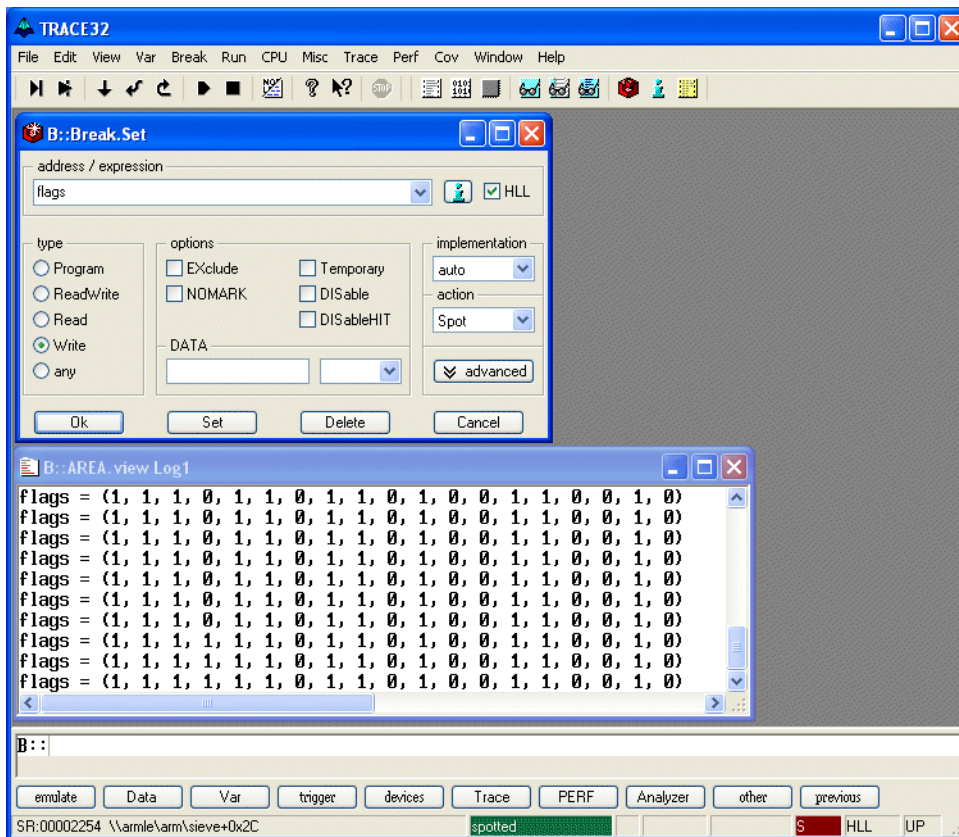 TRACE32
File Edit View Var Break Run CPU Misc Trace Perf Cov Window Help
B::Break.Set
address / expression
flags HLL
type options implementation
Program EXclude Temporary auto
ReadWrite NOMARK DISable action
Read DISableHIT Spot
Write DATA
any advanced
Ok Set Delete Cancel
B::AREA.view Log1
flags = (1, 1, 1, 0, 1, 1, 0, 1, 1, 0, 1, 0, 0, 1, 1, 0, 0, 1, 0)
flags = (1, 1, 1, 0, 1, 1, 0, 1, 1, 0, 1, 0, 0, 1, 1, 0, 0, 1, 0)
flags = (1, 1, 1, 0, 1, 1, 0, 1, 1, 0, 1, 0, 0, 1, 1, 0, 0, 1, 0)
flags = (1, 1, 1, 0, 1, 1, 0, 1, 1, 0, 1, 0, 0, 1, 1, 0, 0, 1, 0)
flags = (1, 1, 1, 0, 1, 1, 0, 1, 1, 0, 1, 0, 0, 1, 1, 0, 0, 1, 0)
flags = (1, 1, 1, 0, 1, 1, 0, 1, 1, 0, 1, 0, 0, 1, 1, 0, 0, 1, 0)
flags = (1, 1, 1, 0, 1, 1, 0, 1, 1, 0, 1, 0, 0, 1, 1, 0, 0, 1, 0)
flags = (1, 1, 1, 1, 1, 1, 0, 1, 1, 0, 1, 0, 0, 1, 1, 0, 0, 1, 0)
flags = (1, 1, 1, 1, 1, 1, 0, 1, 1, 0, 1, 0, 0, 1, 1, 0, 0, 1, 0)
flags = (1, 1, 1, 1, 1, 1, 0, 1, 1, 0, 1, 0, 0, 1, 1, 0, 0, 1, 0)
B::
emulate Data Var trigger devices Trace PERF Analyzer other previous
SR:00002254 \\armle\arm\sieve+0x2C spotted S HLL UP